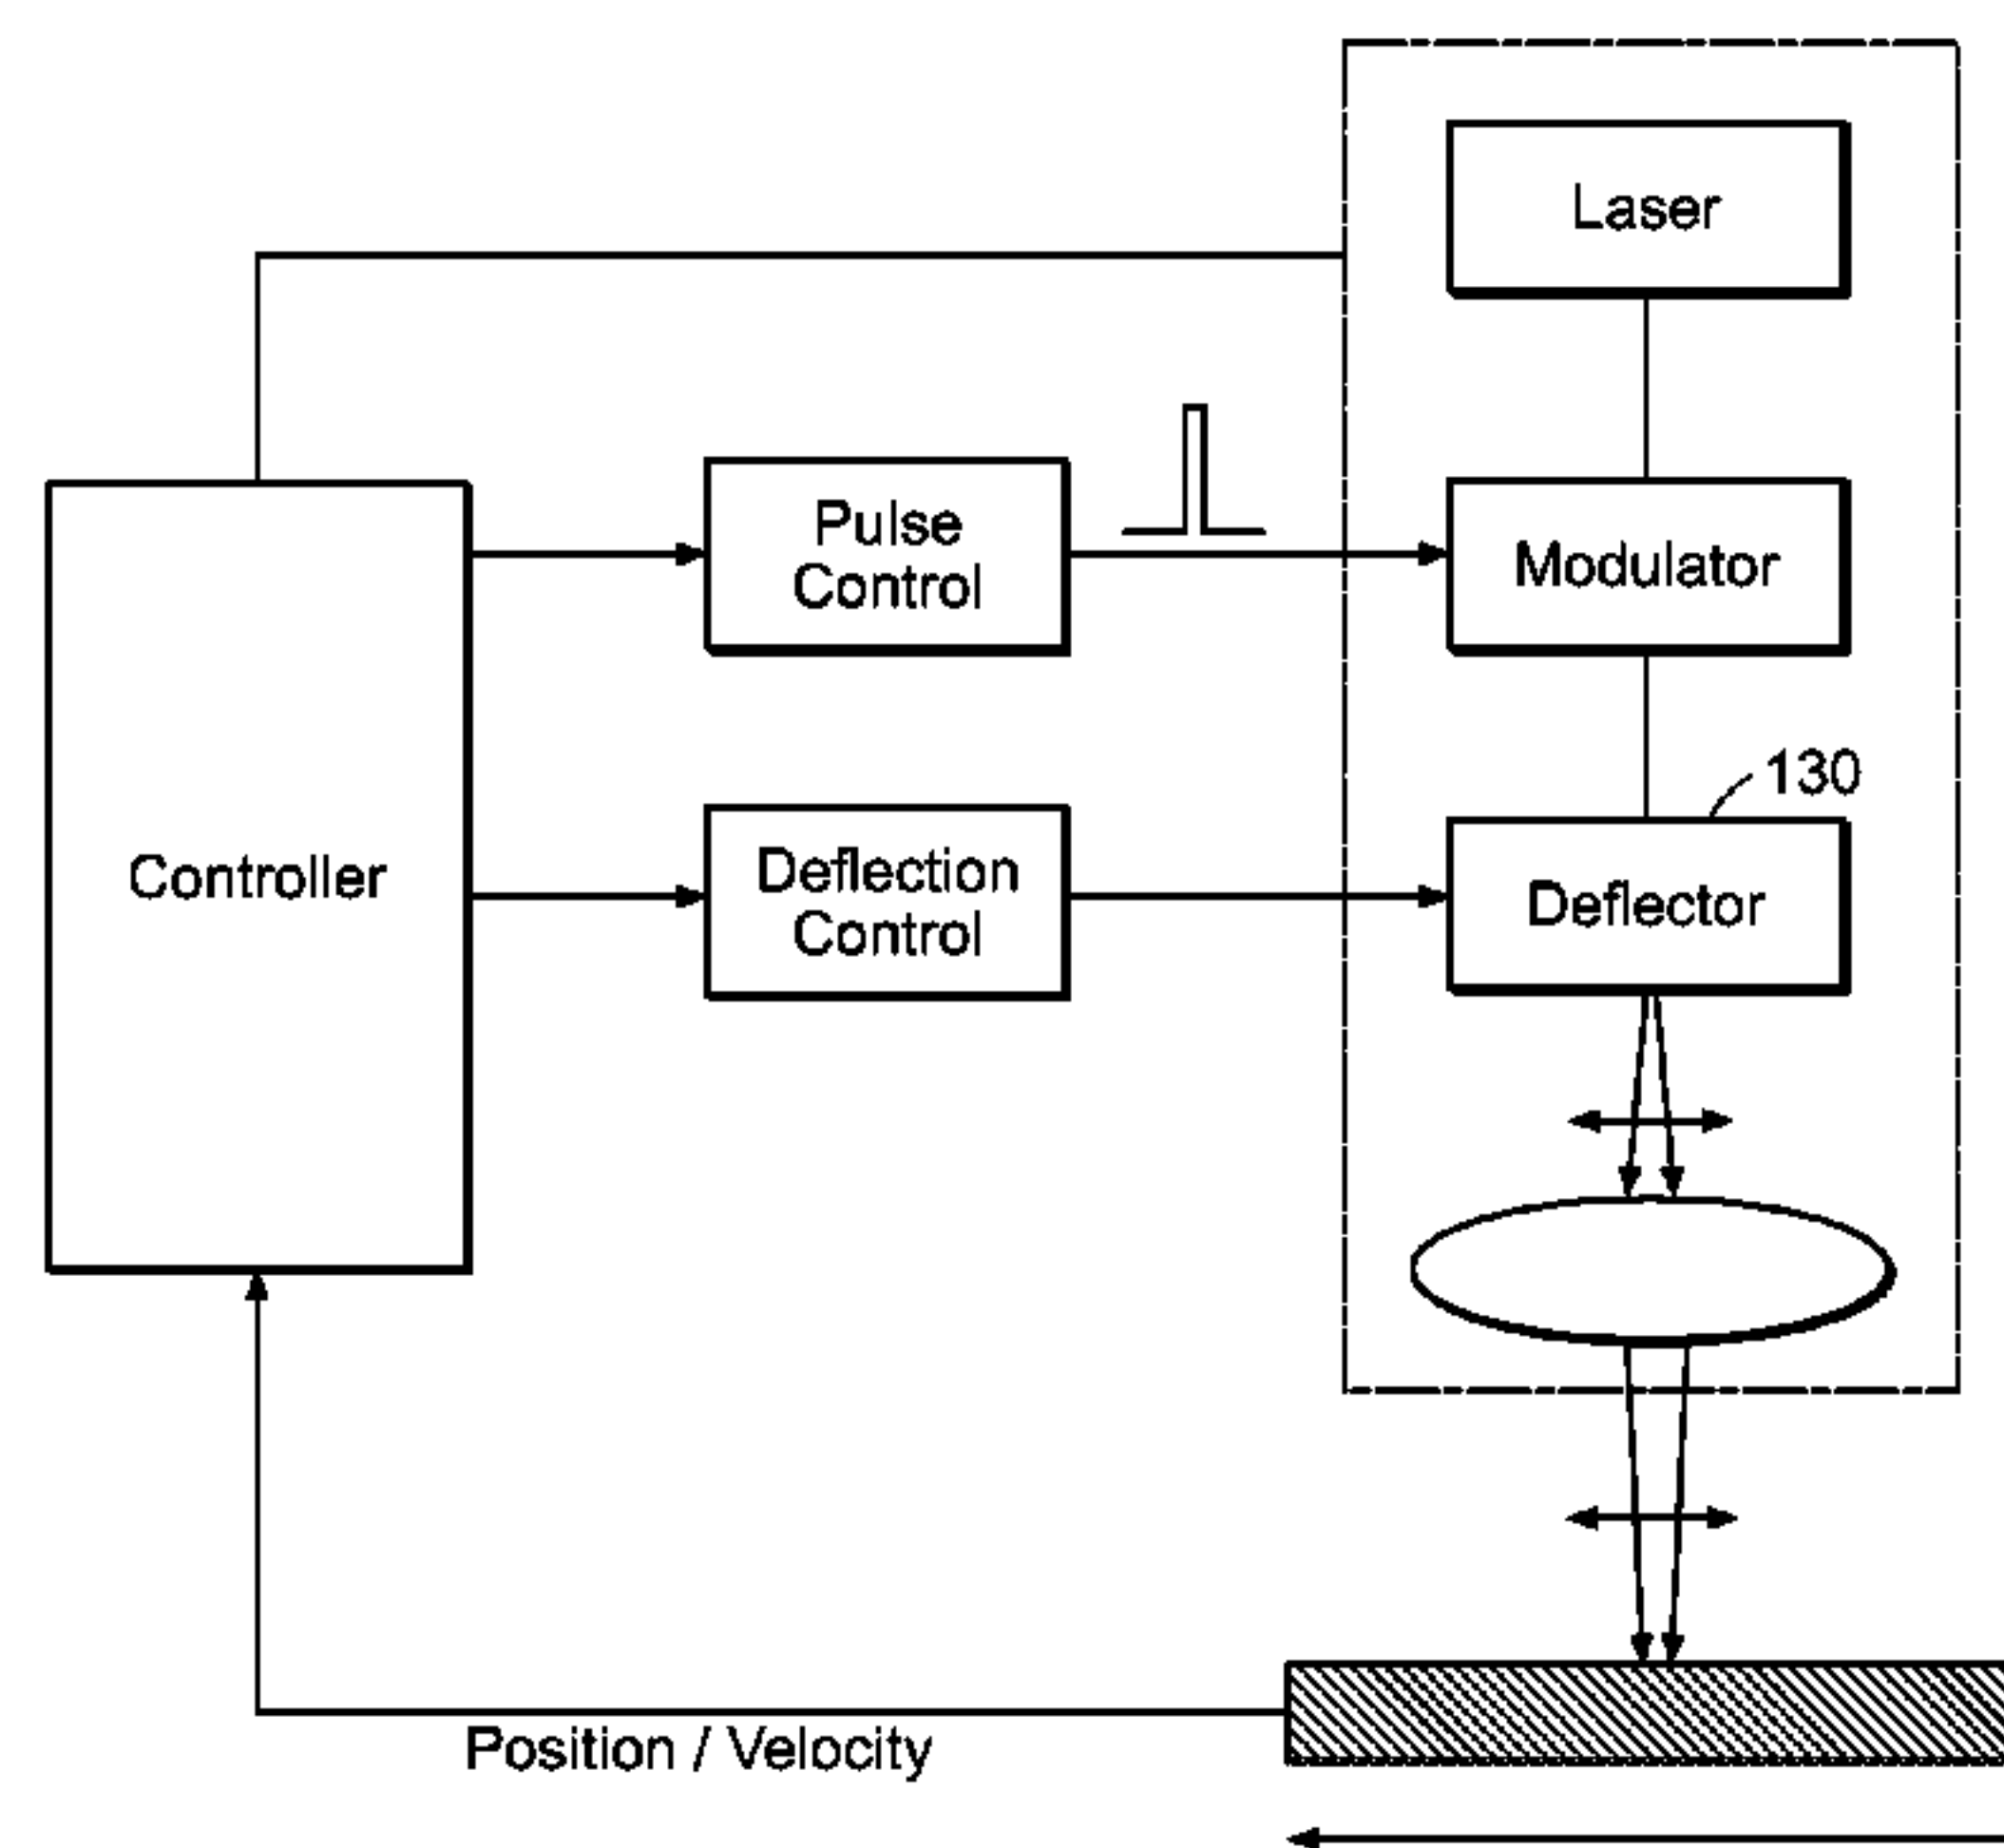 Laser
Pulse
Control
Modulator
130
Controller
Deflection
Control
Deflector
Position / Velocity